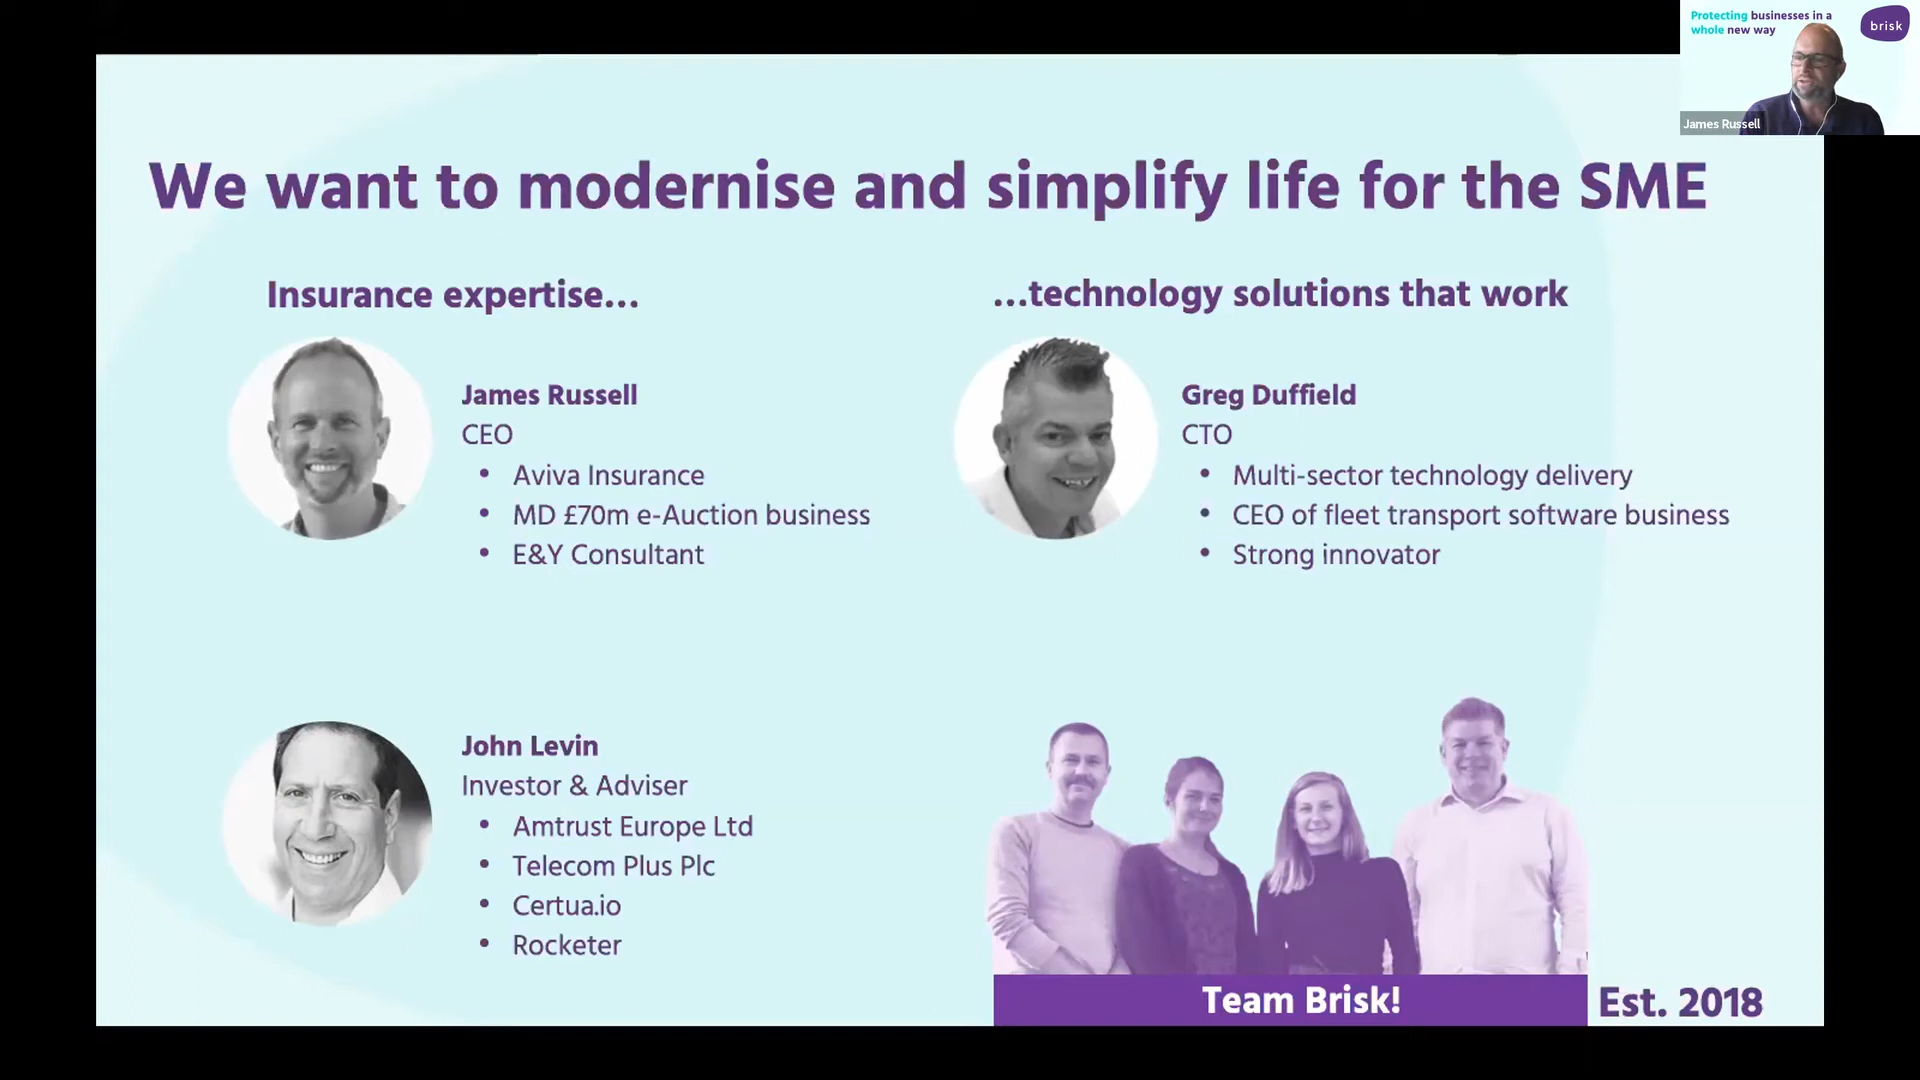 Protecting businesses in a
whole new way
brisk
James Russell
We want to modernise and simplify life for the SME
Insurance expertise...
James Russell
CEO
• Aviva Insurance
• MD £70m e-Auction business
• E&Y Consultant
...technology solutions that work
Greg Duffield
CTO
• Multi-sector technology delivery
• CEO of fleet transport software business
• Strong innovator
John Levin
Investor & Adviser
• Amtrust Europe Ltd
• Telecom Plus Plc
• Certua.io
• Rocketer
Team Brisk!
Est. 2018